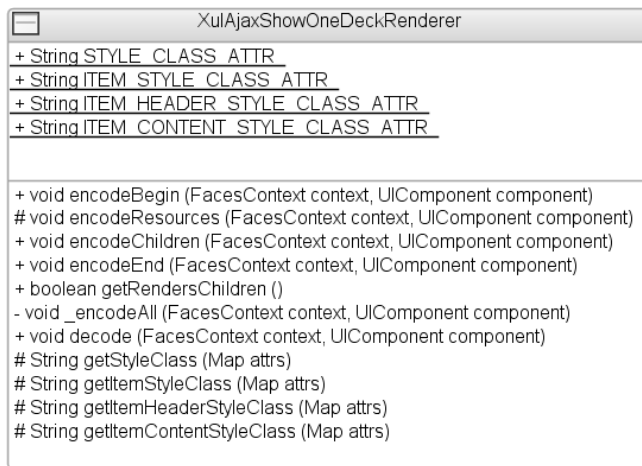 XulAjaxShowOneDeckRenderer
+ String STYLE_CLASS_ATTR
+ String ITEM_STYLE_CLASS_ATTR
+ String ITEM_HEADER_STYLE_CLASS_ATTR
+ String ITEM_CONTENT_STYLE_CLASS_ATTR
+ void encodeBegin (FacesContext context, UIComponent component)
# void encodeResources (FacesContext context, UIComponent component)
+ void encodeChildren (FacesContext context, UIComponent component)
+ void encodeEnd (FacesContext context, UIComponent component)
+ boolean getRendersChildren ()
- void _encodeAll (FacesContext context, UIComponent component)
+ void decode (FacesContext context, UIComponent component)
# String getStyleClass (Map attrs)
# String getItemStyleClass (Map attrs)
# String getItemHeaderStyleClass (Map attrs)
# String getItemContentStyleClass (Map attrs)